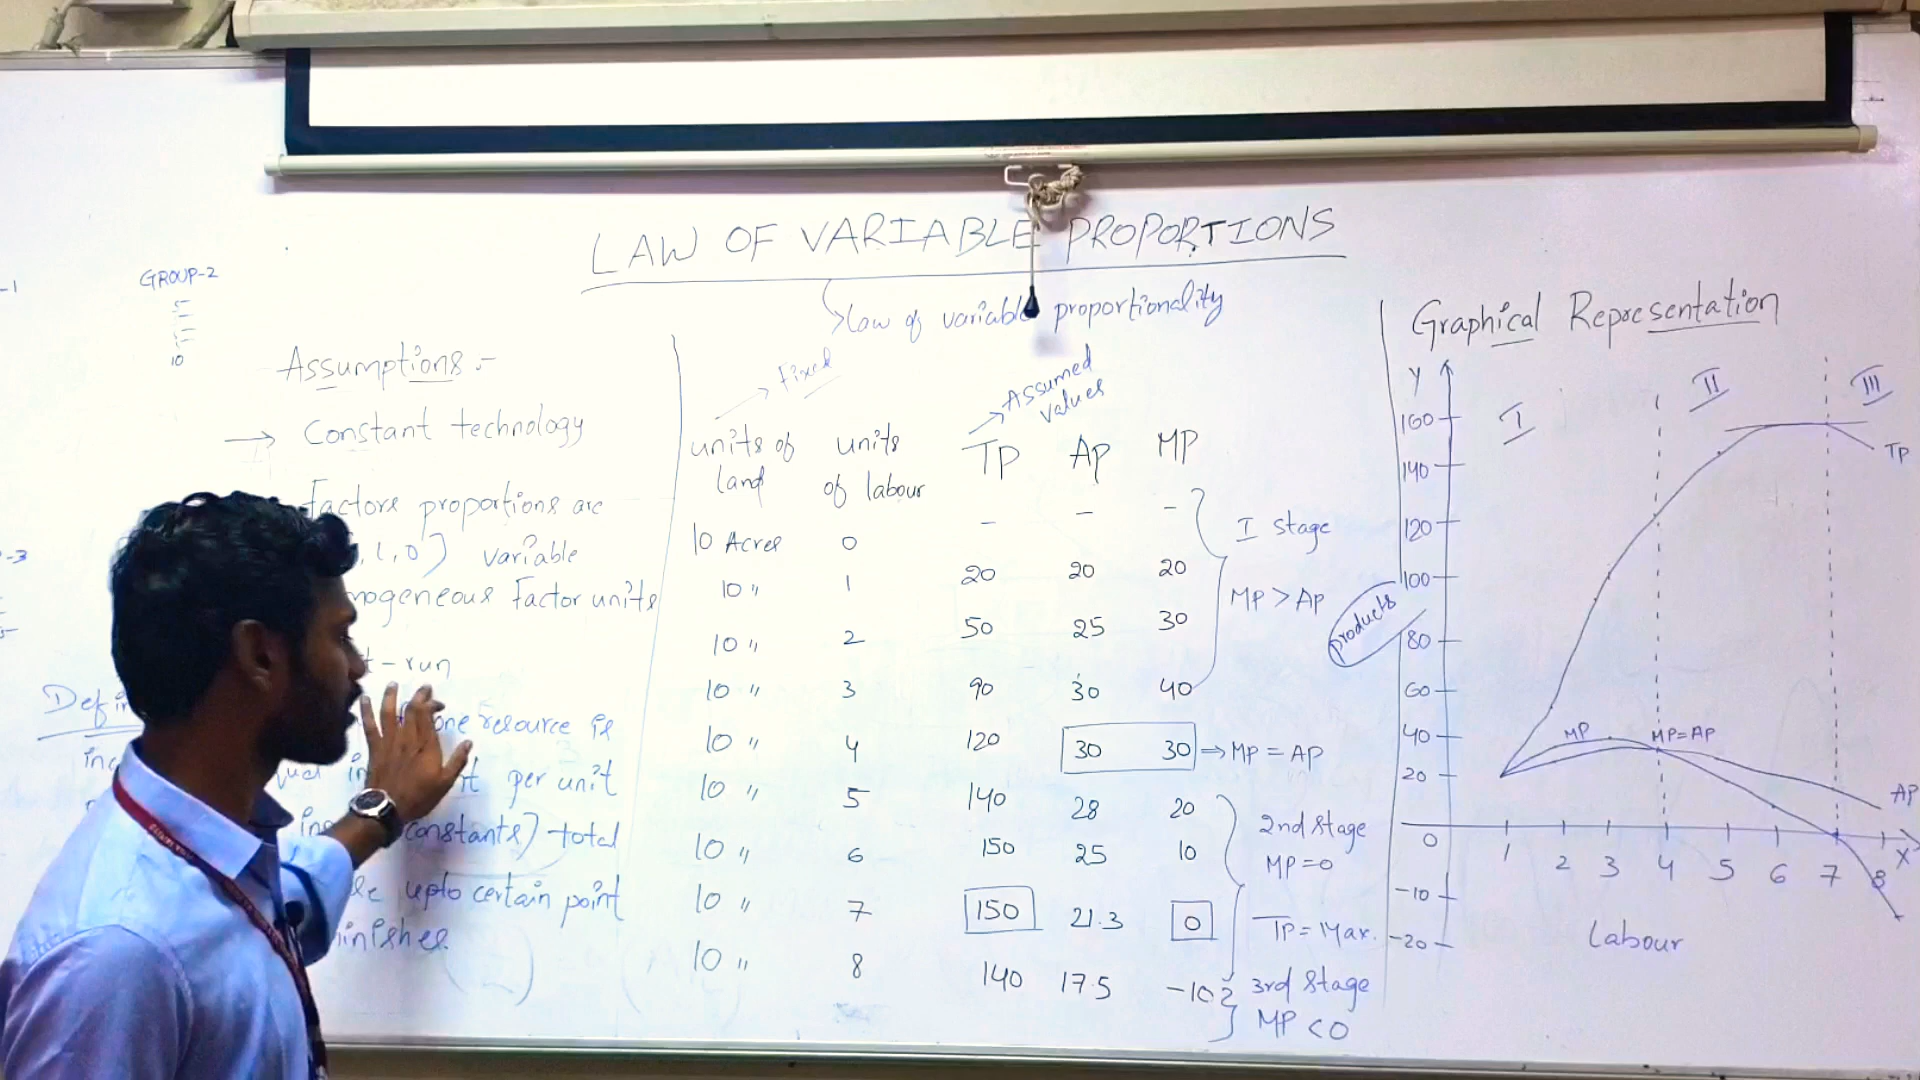 LAW OF VARIABLE PROPORTIONS
law of variable proportionality
-1
GROUP-2
10
-3
Assumptions :-
→ Constant technology
factors proportions are
, L, O] variable
mogeneous factor units
t-run
Defin
one resource is
inc
per unit
constants) total
upto certain point
inishes
→ fixed
→ Assumed values
units of land units of labour TP AP MP
10 Acres 0 - - -
10 " 1 20 20 20
10 " 2 50 25 30
10 " 3 90 30 40
10 " 4 120 30 30 → MP = AP
10 " 5 140 28 20
10 " 6 150 25 10
10 " 7 150 21.3 0
10 " 8 140 17.5 -10
I stage
MP > AP
2nd stage
MP=0
TP = Max.
3rd stage
MP <0
Graphical Representation
Y
I II III
160
140
120
100
80
60
40
20
0
-10
-20
products
TP
MP
MP=AP
AP
1 2 3 4 5 6 7 8 X
Labour